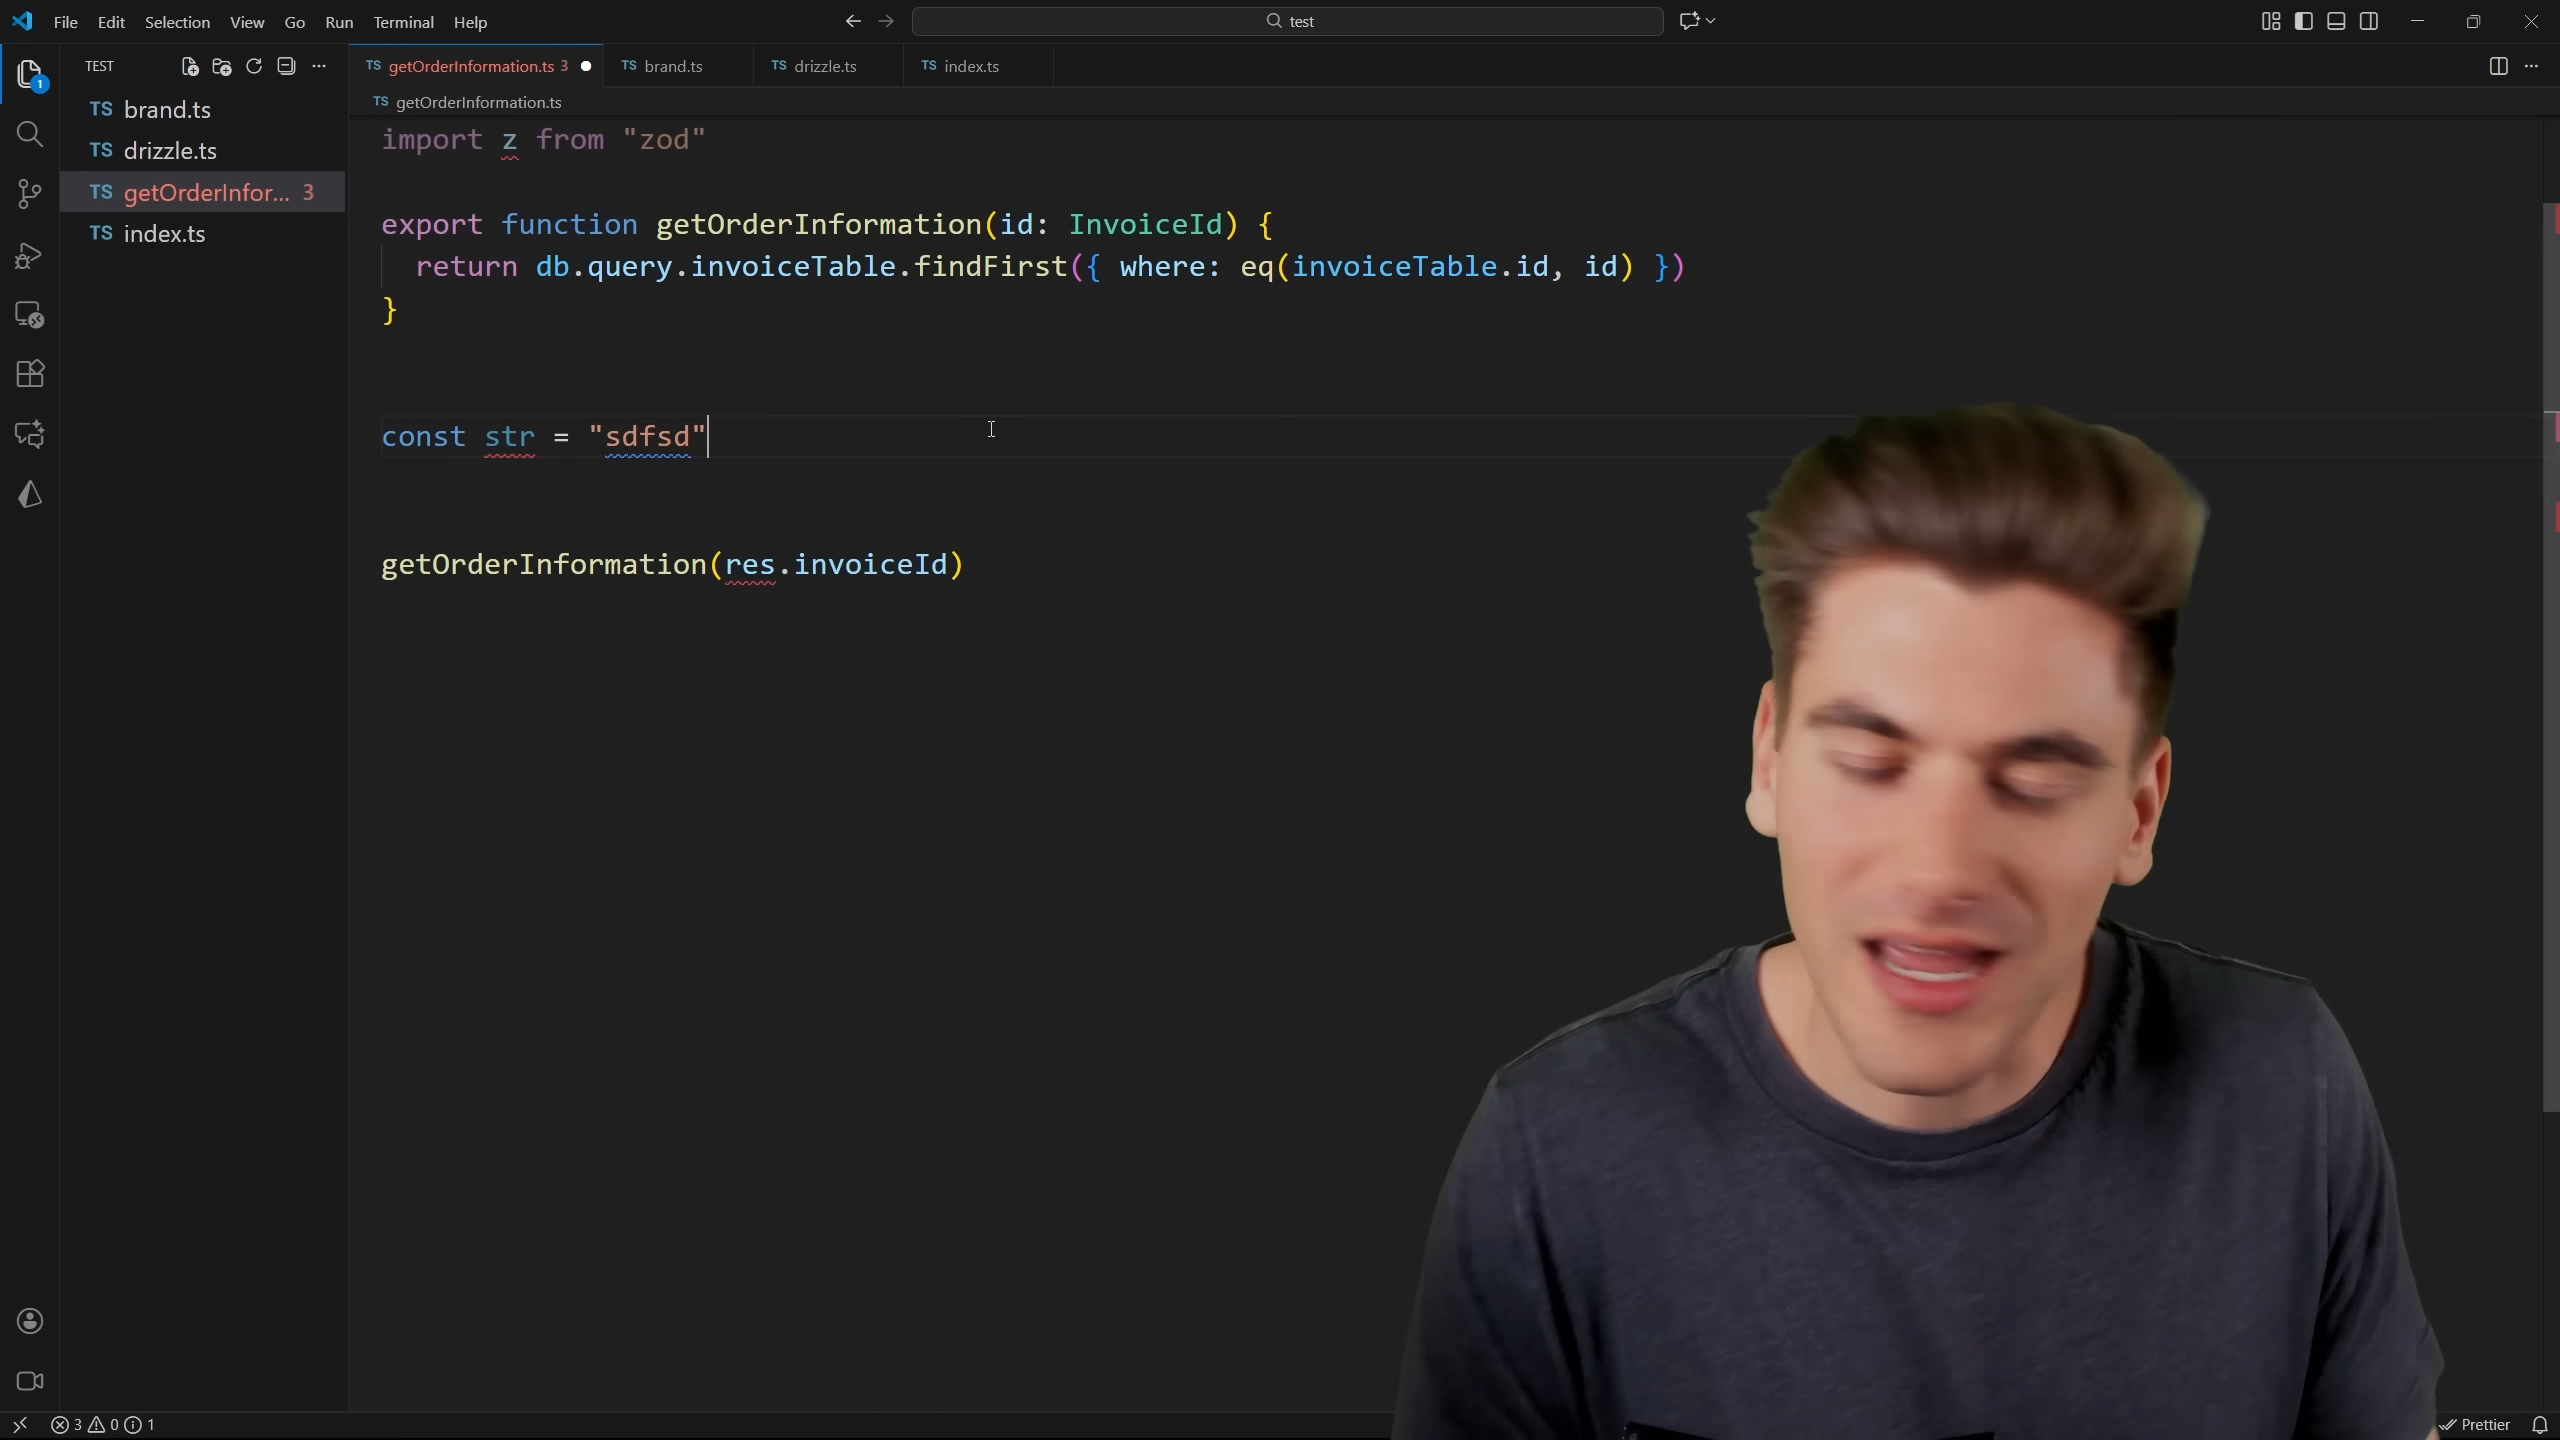 File Edit Selection View Go Run Terminal Help
test
TEST
1
TS brand.ts
TS drizzle.ts
TS getOrderInfor... 3
TS index.ts
TS getOrderInformation.ts 3
TS brand.ts
TS drizzle.ts
TS index.ts
TS getOrderInformation.ts
import z from "zod"
export function getOrderInformation(id: InvoiceId) {
return db.query.invoiceTable.findFirst({ where: eq(invoiceTable.id, id) })
}
const str = "sdfsd"
getOrderInformation(res.invoiceId)
3 0 1
Prettier